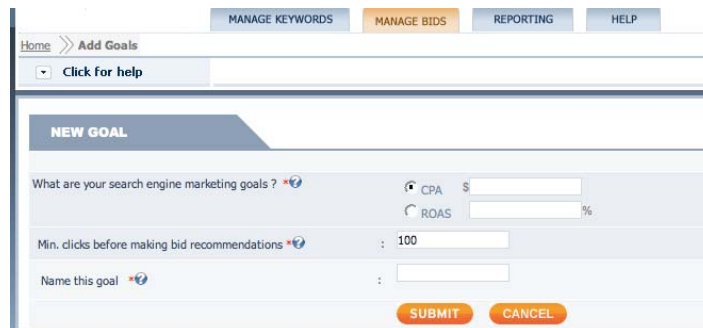 MANAGE KEYWORDS MANAGE BIDS REPORTING HELP
Home Add Goals
Click for help
NEW GOAL
What are your search engine marketing goals ? * ? CPA $
ROAS %
Min. clicks before making bid recommendations * ? : 100
Name this goal * ? :
SUBMIT CANCEL